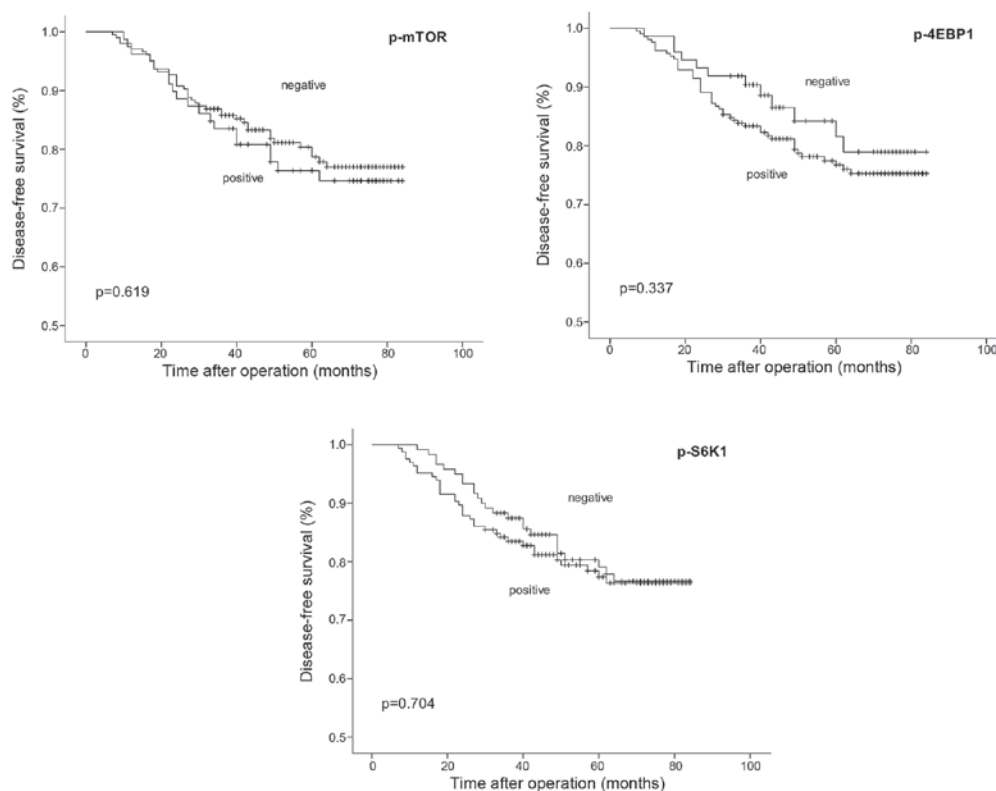 p-mTOR
1.0
0.9
0.8
0.7
0.6
0.5
Disease-free survival (%)
negative
positive
p=0.619
0 20 40 60 80 100
Time after operation (months)
p-4EBP1
1.0
0.9
0.8
0.7
0.6
0.5
Disease-free survival (%)
negative
positive
p=0.337
0 20 40 60 80 100
Time after operation (months)
p-S6K1
1.0
0.9
0.8
0.7
0.6
0.5
Disease-free survival (%)
negative
positive
p=0.704
0 20 40 60 80 100
Time after operation (months)